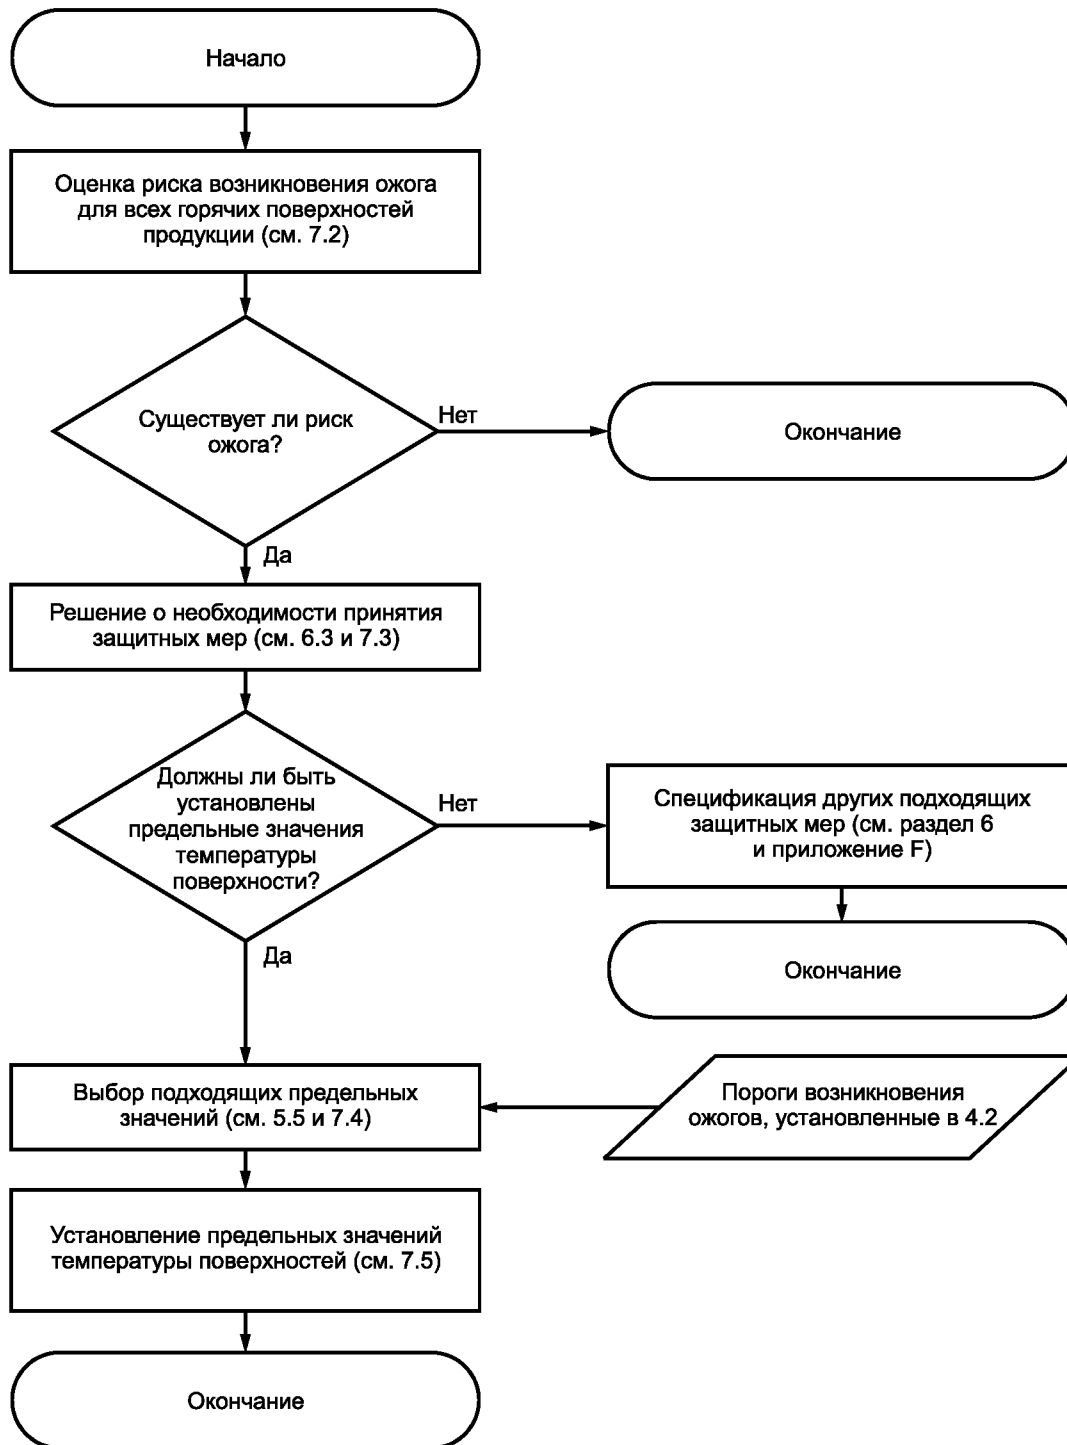 Начало
Оценка риска возникновения ожога
для всех горячих поверхностей
продукции (см. 7.2)
Существует ли риск
ожога?
Нет
Окончание
Да
Решение о необходимости принятия
защитных мер (см. 6.3 и 7.3)
Должны ли быть
установлены
предельные значения
температуры
поверхности?
Нет
Спецификация других подходящих
защитных мер (см. раздел 6
и приложение F)
Окончание
Да
Выбор подходящих предельных
значений (см. 5.5 и 7.4)
Пороги возникновения
ожогов, установленные в 4.2
Установление предельных значений
температуры поверхностей (см. 7.5)
Окончание